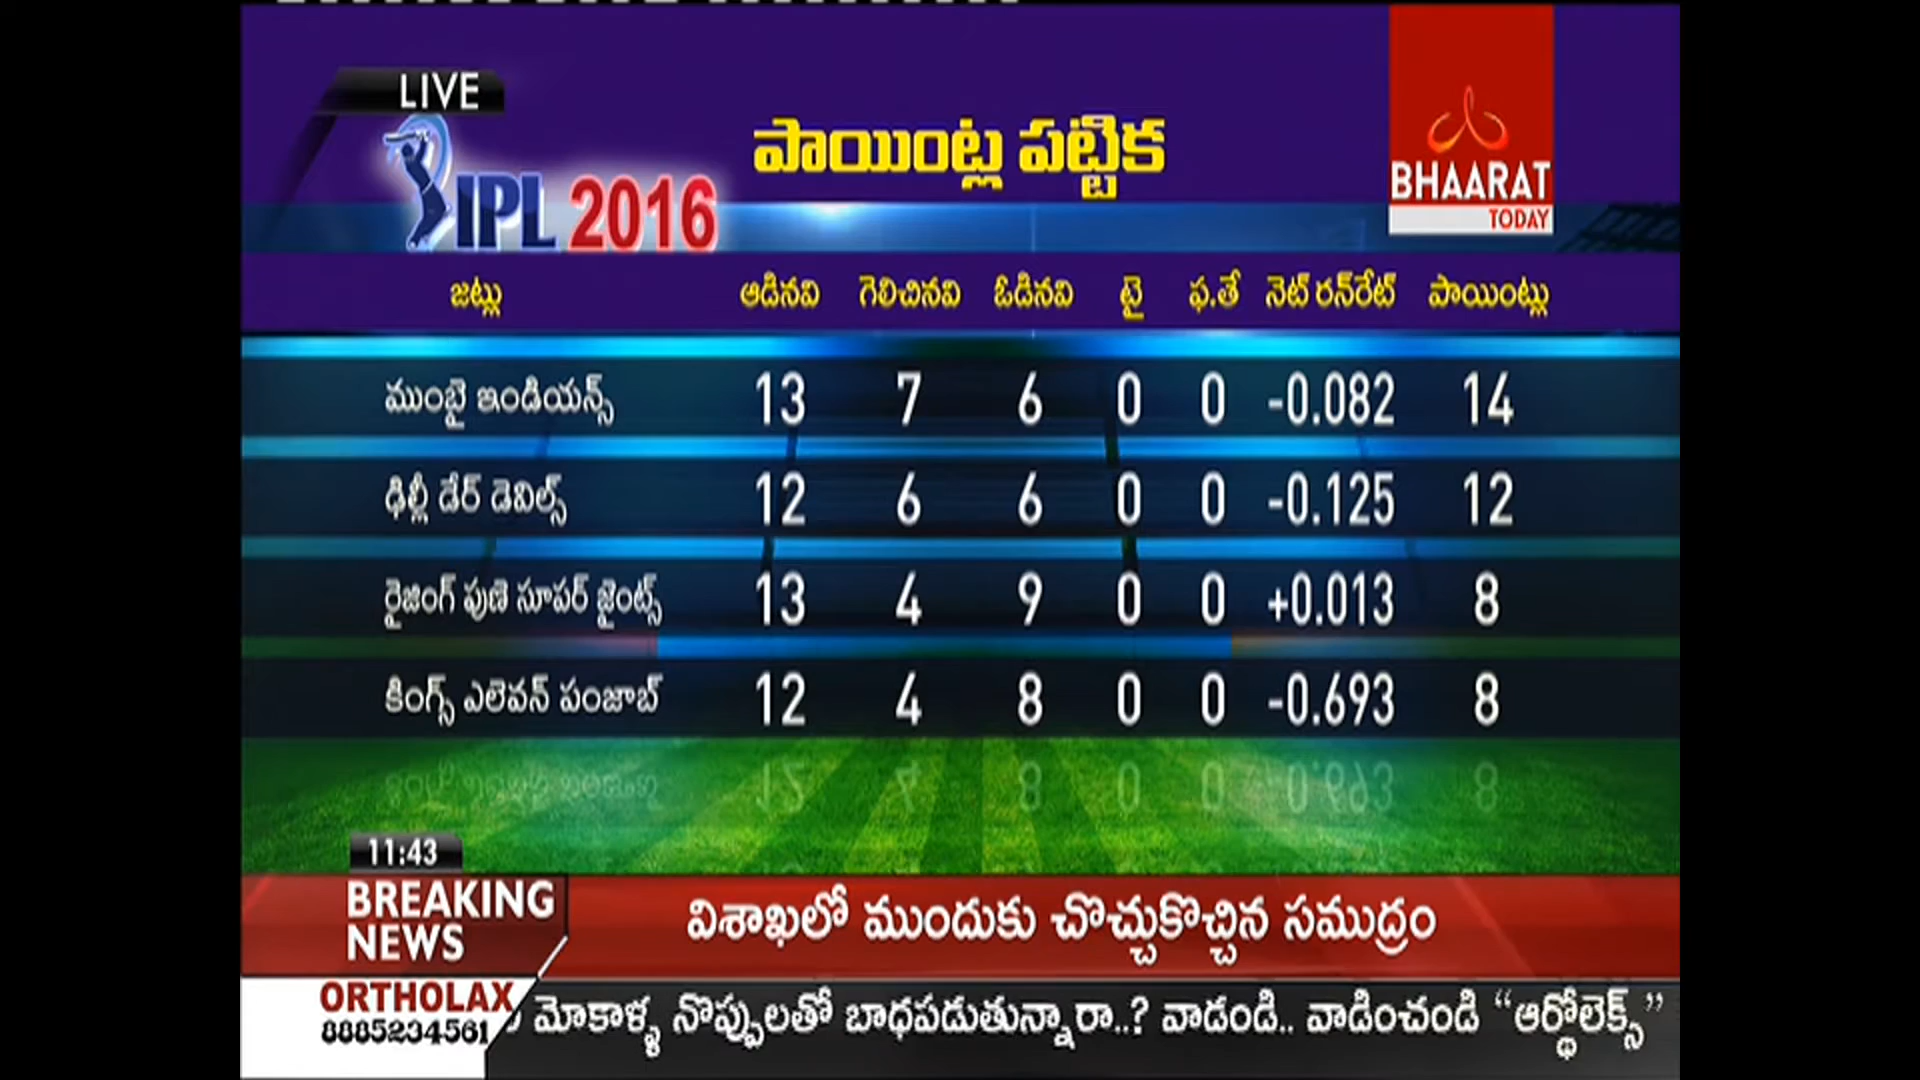 LIVE
IPL 2016
పాయింట్ల పట్టిక
BHAARAT
TODAY
జట్లు ఆడినవి గెలిచినవి ఓడినవి టై ఫ.తే నెట్ రన్‌రేట్ పాయింట్లు
ముంబై ఇండియన్స్ 13 7 6 0 0 -0.082 14
ఢిల్లీ డేర్ డెవిల్స్ 12 6 6 0 0 -0.125 12
రైజింగ్ పుణె సూపర్ జైంట్స్ 13 4 9 0 0 +0.013 8
కింగ్స్ ఎలెవన్ పంజాబ్ 12 4 8 0 0 -0.693 8
11:43
BREAKING
NEWS
విశాఖలో ముందుకు చొచ్చుకొచ్చిన సముద్రం
ORTHOLAX
8885234561
మోకాళ్ళ నొప్పులతో బాధపడుతున్నారా..? వాడండి.. వాడించండి “ఆర్థోలెక్స్”